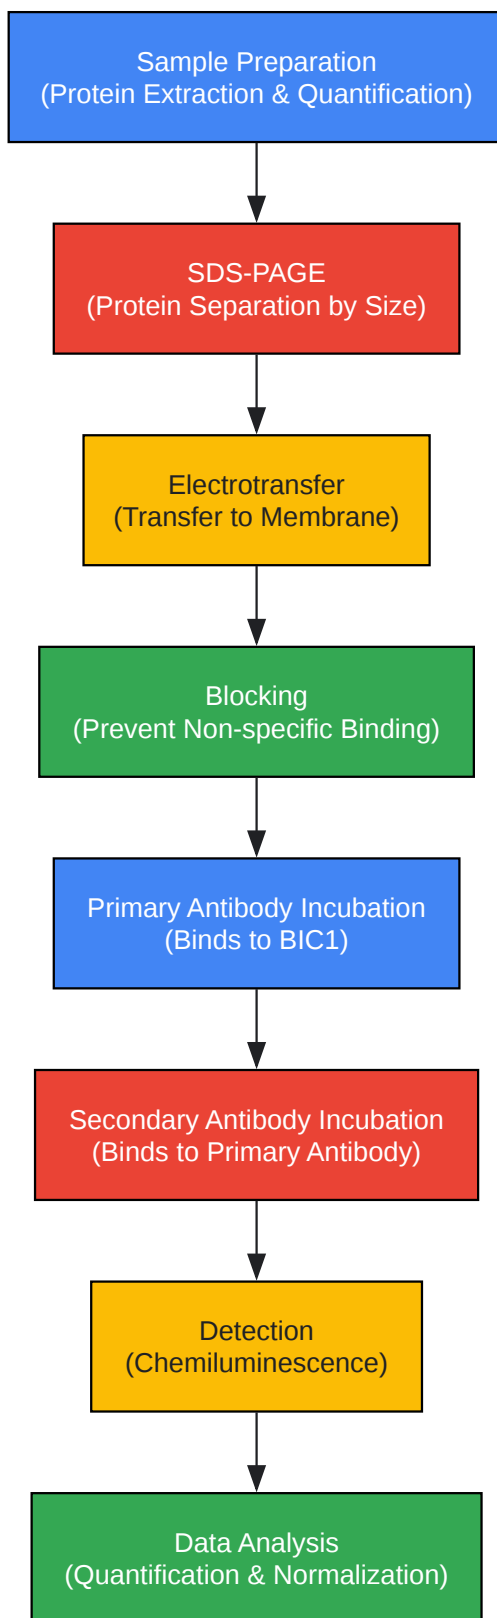 Sample Preparation
(Protein Extraction & Quantification)
SDS-PAGE
(Protein Separation by Size)
Electrotransfer
(Transfer to Membrane)
Blocking
(Prevent Non-specific Binding)
Primary Antibody Incubation
(Binds to BIC1)
Secondary Antibody Incubation
(Binds to Primary Antibody)
Detection
(Chemiluminescence)
Data Analysis
(Quantification & Normalization)